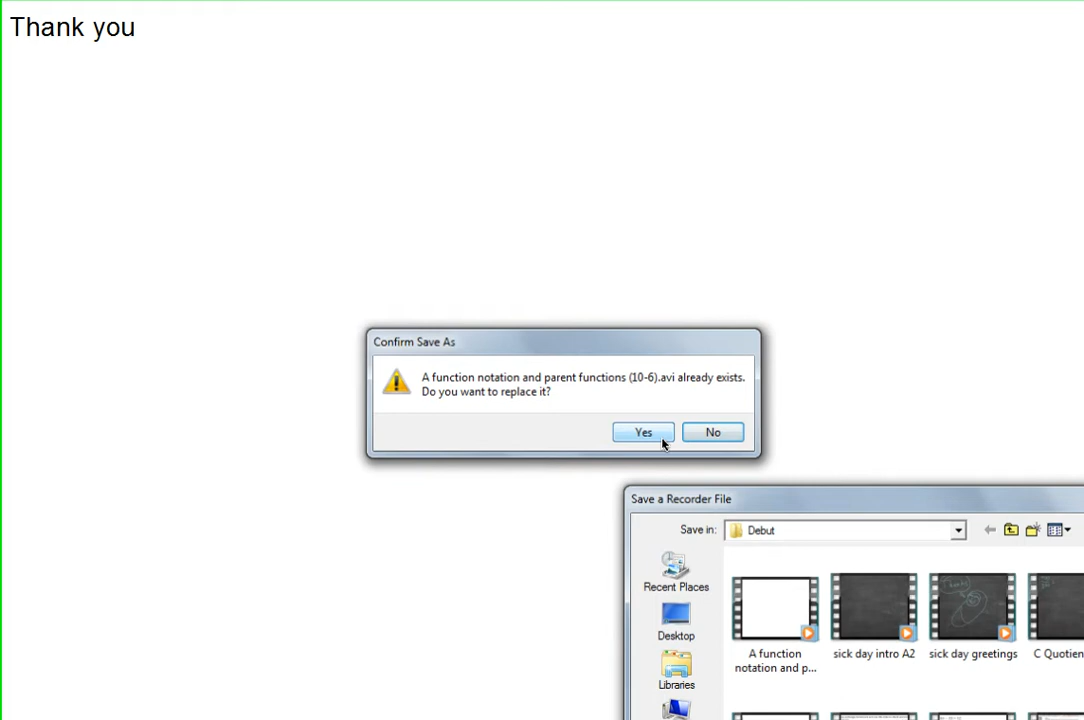 Thank you
Confirm Save As
A function notation and parent functions (10-6).avi already exists.
Do you want to replace it?
Yes
No
Save a Recorder File
Save in:
Debut
Recent Places
Desktop
Libraries
A function
notation and p...
sick day intro A2
sick day greetings
C Quotien